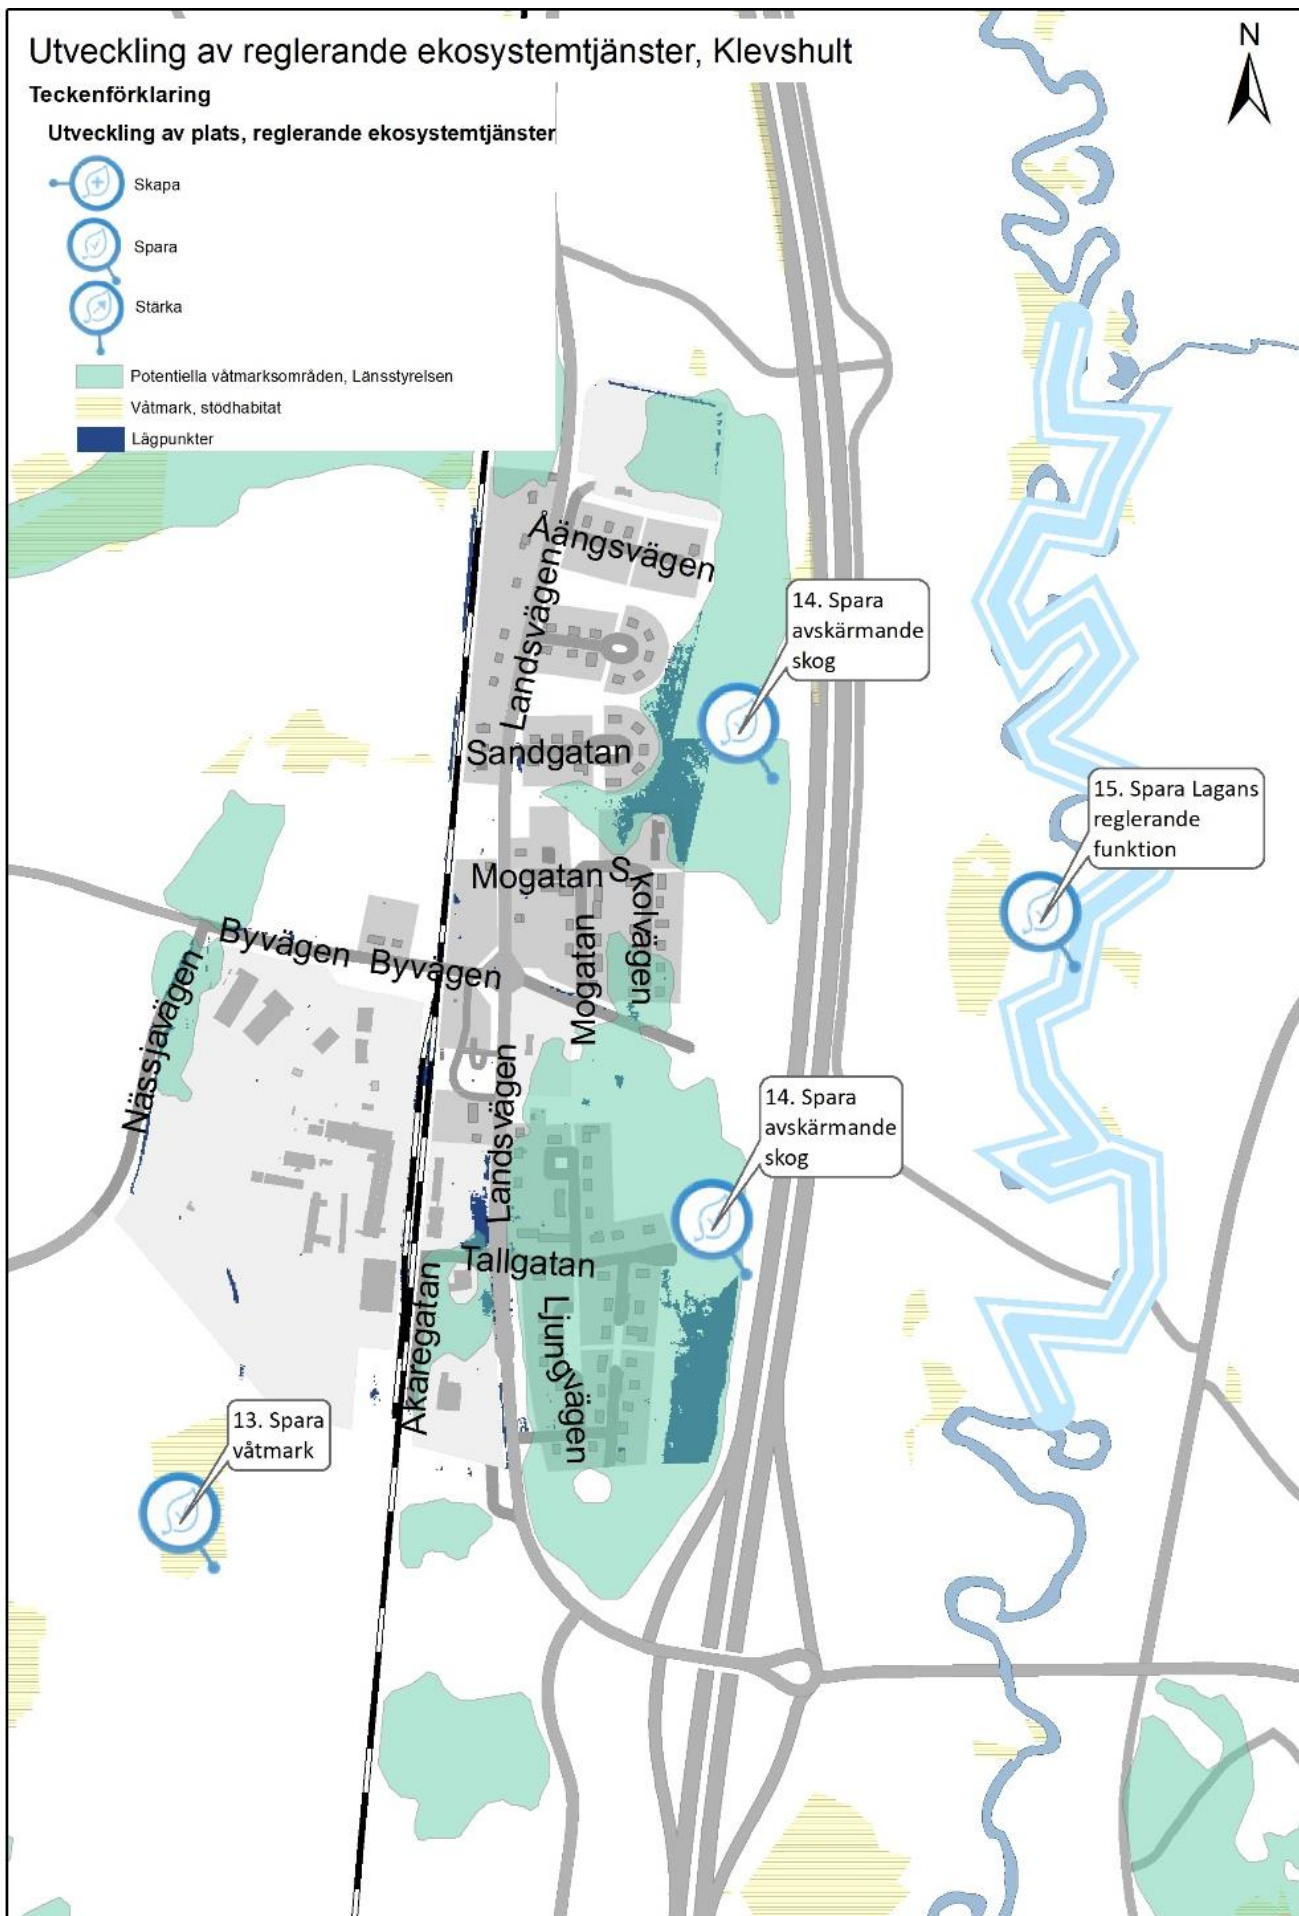 Utveckling av reglerande ekosystemtjänster, Klevshult
N
Teckenförklaring
Utveckling av plats, reglerande ekosystemtjänster
Skapa
Spara
Stärka
Potentiella våtmarksområden, Länsstyrelsen
Våtmark, stödhabitat
Lågpunkter
Åängsvägen
Landsvägen
14. Spara
avskärmande
skog
Sandgatan
15. Spara Lagans
reglerande
funktion
Mogatan
Skolvägen
Byvägen
Byvägen
Mogatan
Nässjavägen
Landsvägen
14. Spara
avskärmande
skog
Tallgatan
Åkaregatan
Ljungvägen
13. Spara
våtmark